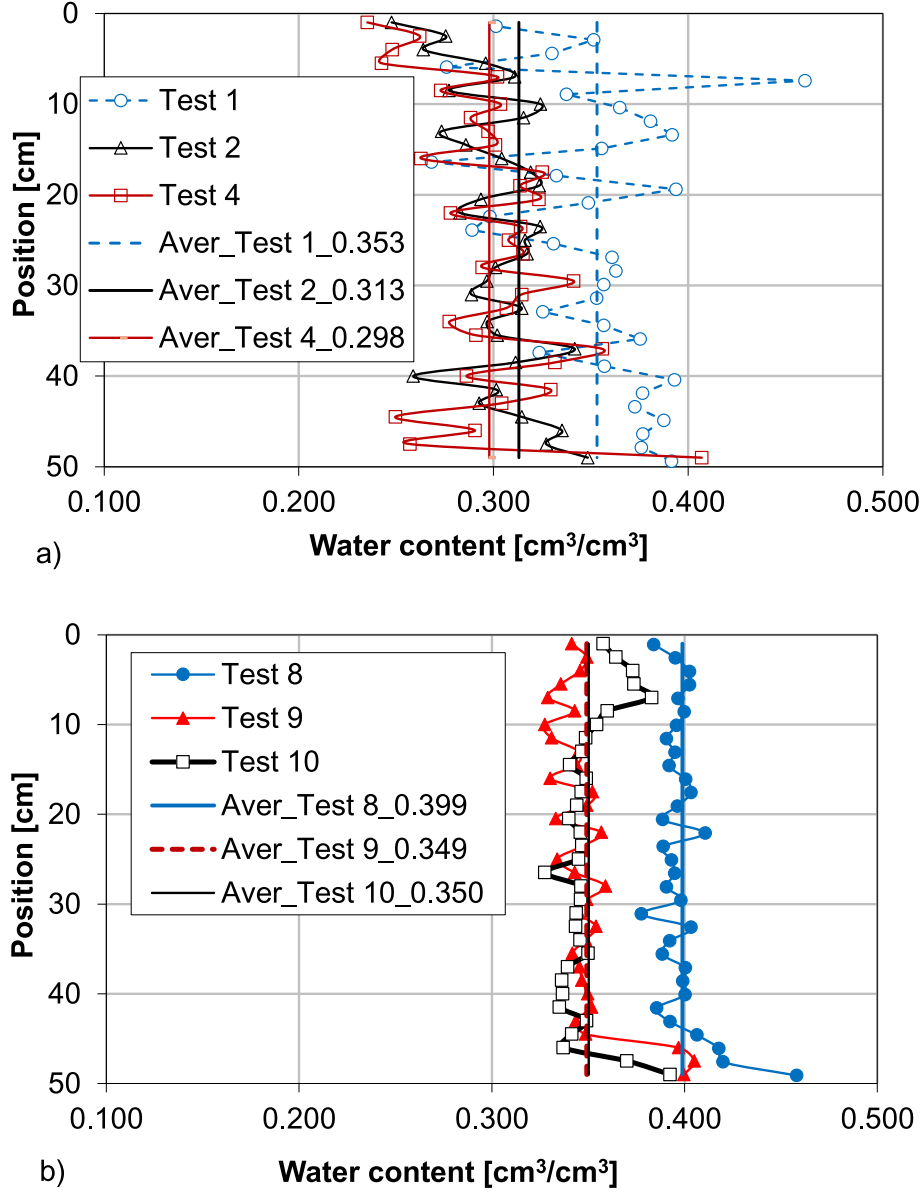 0
10
20
30
40
50
Position [cm]
Test 1
Test 2
Test 4
Aver_Test 1_0.353
Aver_Test 2_0.313
Aver_Test 4_0.298
0.100 0.200 0.300 0.400 0.500
Water content [cm³/cm³]
a)
0
10
20
30
40
50
Position [cm]
Test 8
Test 9
Test 10
Aver_Test 8_0.399
Aver_Test 9_0.349
Aver_Test 10_0.350
0.100 0.200 0.300 0.400 0.500
Water content [cm³/cm³]
b)